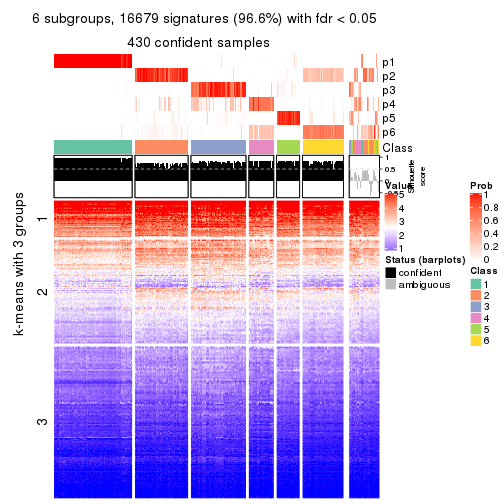 6 subgroups, 16679 signatures (96.6%) with fdr < 0.05
430 confident samples
p1
p2
p3
p4
p5
p6
Class
1
0.5
0
Silhouette
score
k-means with 3 groups
1
2
3
Value
5
4
3
2
1
Status (barplots)
confident
ambiguous
Prob
1
0.8
0.6
0.4
0.2
0
Class
1
2
3
4
5
6